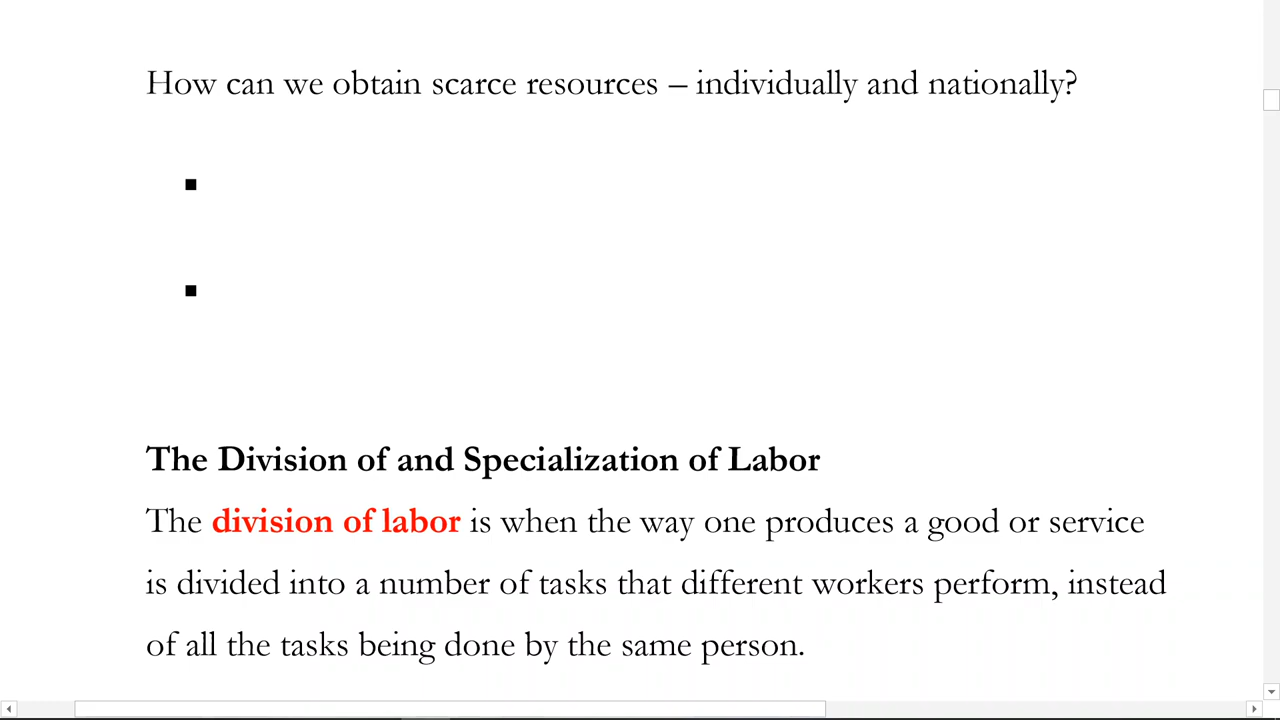 How can we obtain scarce resources – individually and nationally?
▪
▪
The Division of and Specialization of Labor
The division of labor is when the way one produces a good or service
is divided into a number of tasks that different workers perform, instead
of all the tasks being done by the same person.